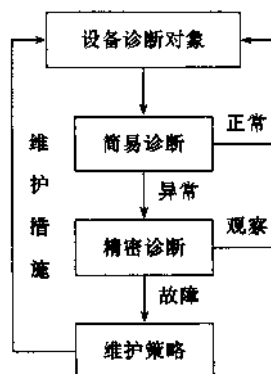 设备诊断对象
简易诊断
正常
异常
维护措施
精密诊断
观察
故障
维护策略